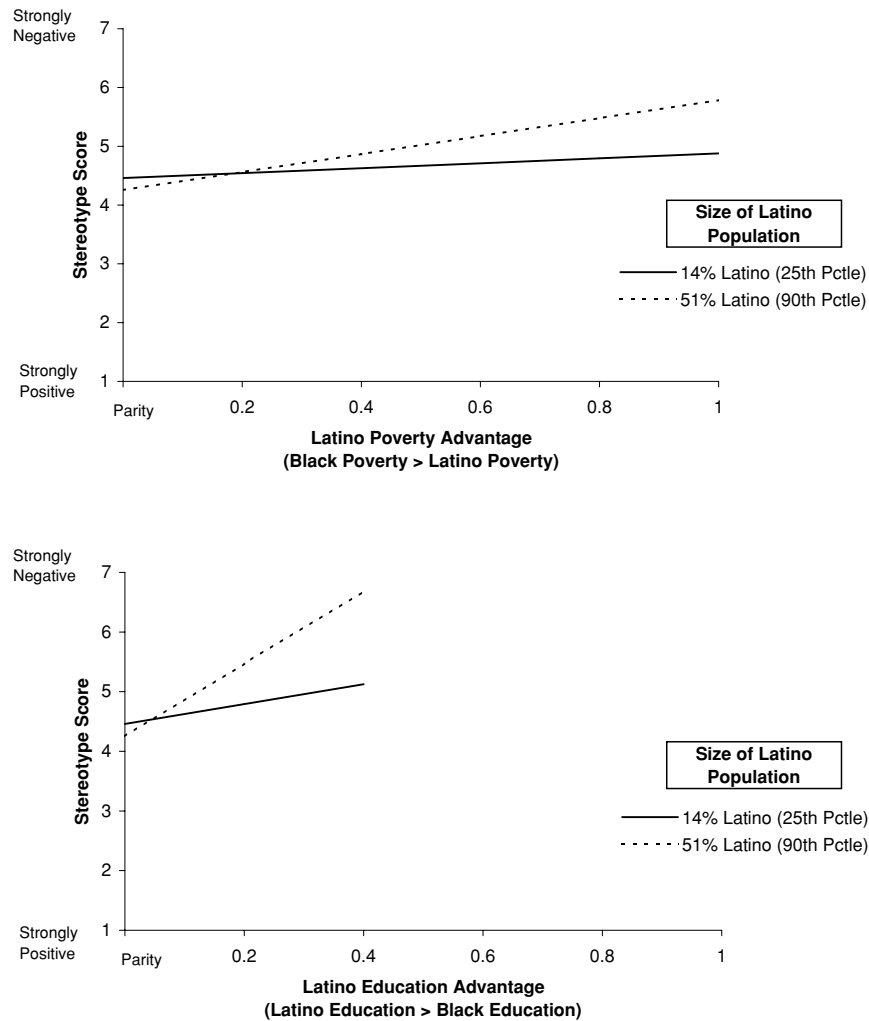 Strongly
Negative
7
6
5
4
3
2
1
Stereotype Score
Strongly
Positive
Parity
0.2 0.4 0.6 0.8 1
Latino Poverty Advantage
(Black Poverty > Latino Poverty)
Size of Latino
Population
14% Latino (25th Pctle)
51% Latino (90th Pctle)
Strongly
Negative
7
6
5
4
3
2
1
Stereotype Score
Strongly
Positive
Parity
0.2 0.4 0.6 0.8 1
Latino Education Advantage
(Latino Education > Black Education)
Size of Latino
Population
14% Latino (25th Pctle)
51% Latino (90th Pctle)